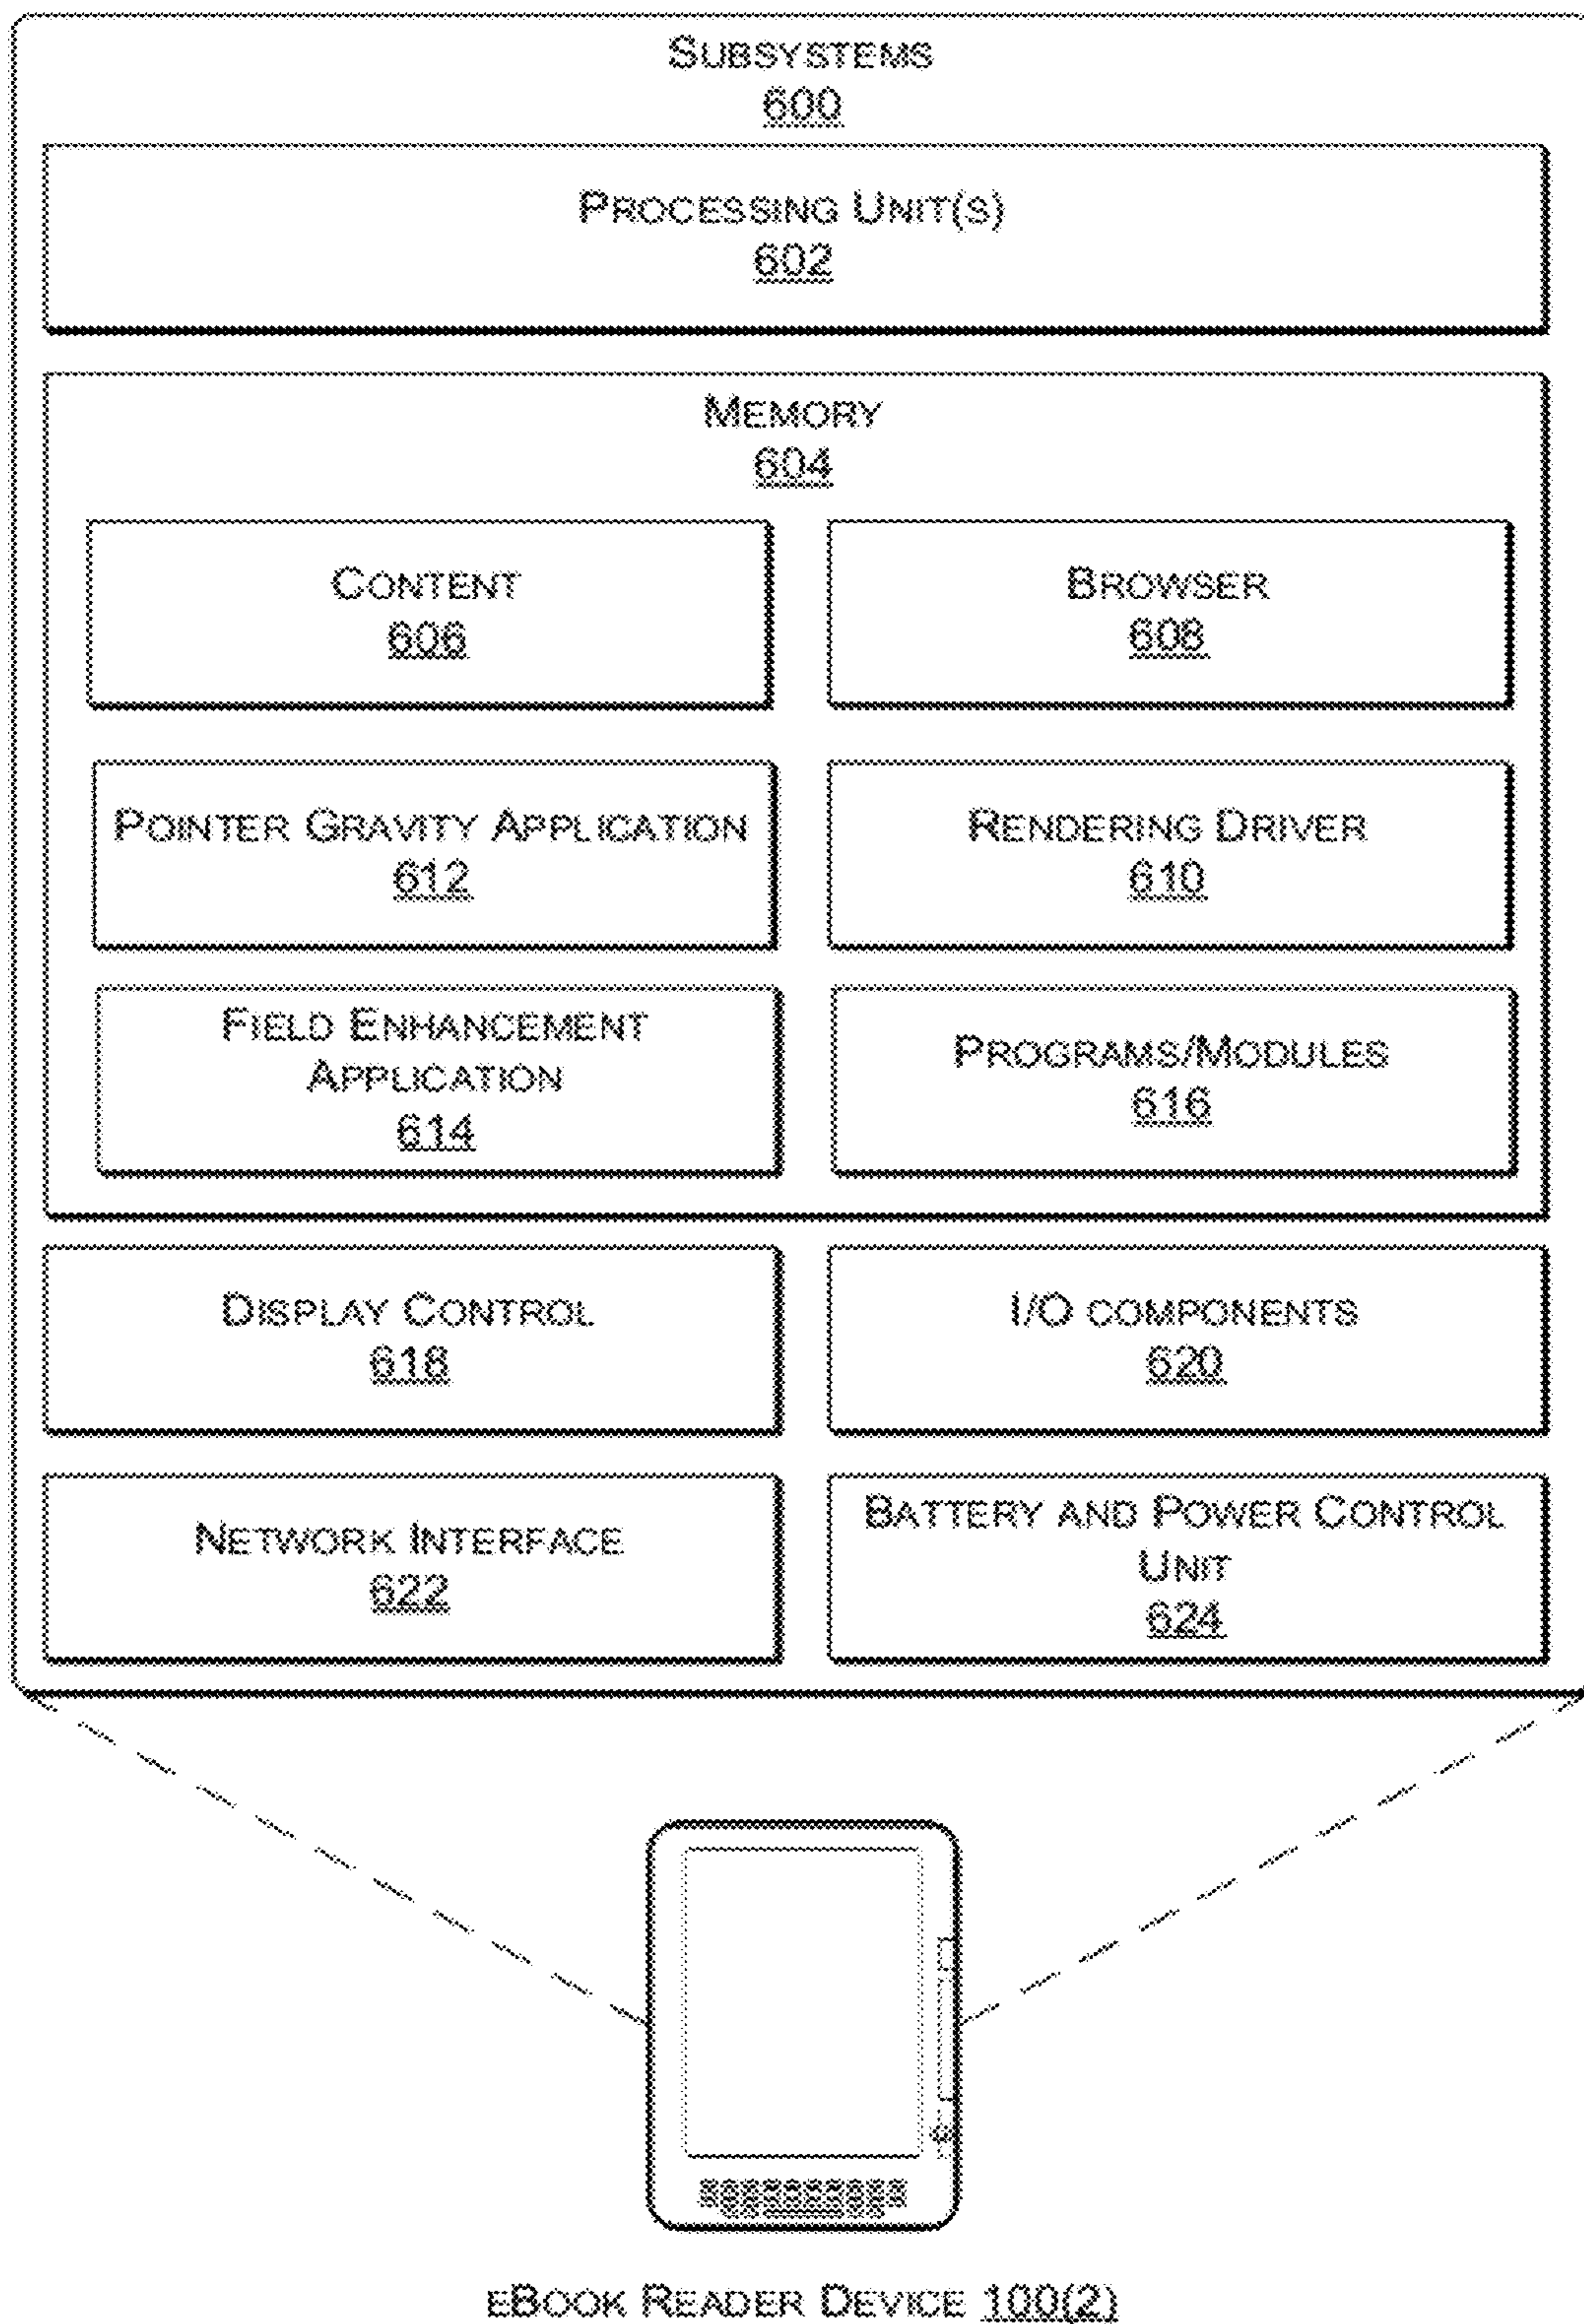 SUBSYSTEMS
600
PROCESSING UNIT(S)
602
MEMORY
604
CONTENT
606
BROWSER
608
POINTER GRAVITY APPLICATION
612
RENDERING DRIVER
610
FIELD ENHANCEMENT
APPLICATION
614
PROGRAMS/MODULES
616
DISPLAY CONTROL
618
I/O COMPONENTS
620
NETWORK INTERFACE
622
BATTERY AND POWER CONTROL
UNIT
624
EBOOK READER DEVICE 100(2)